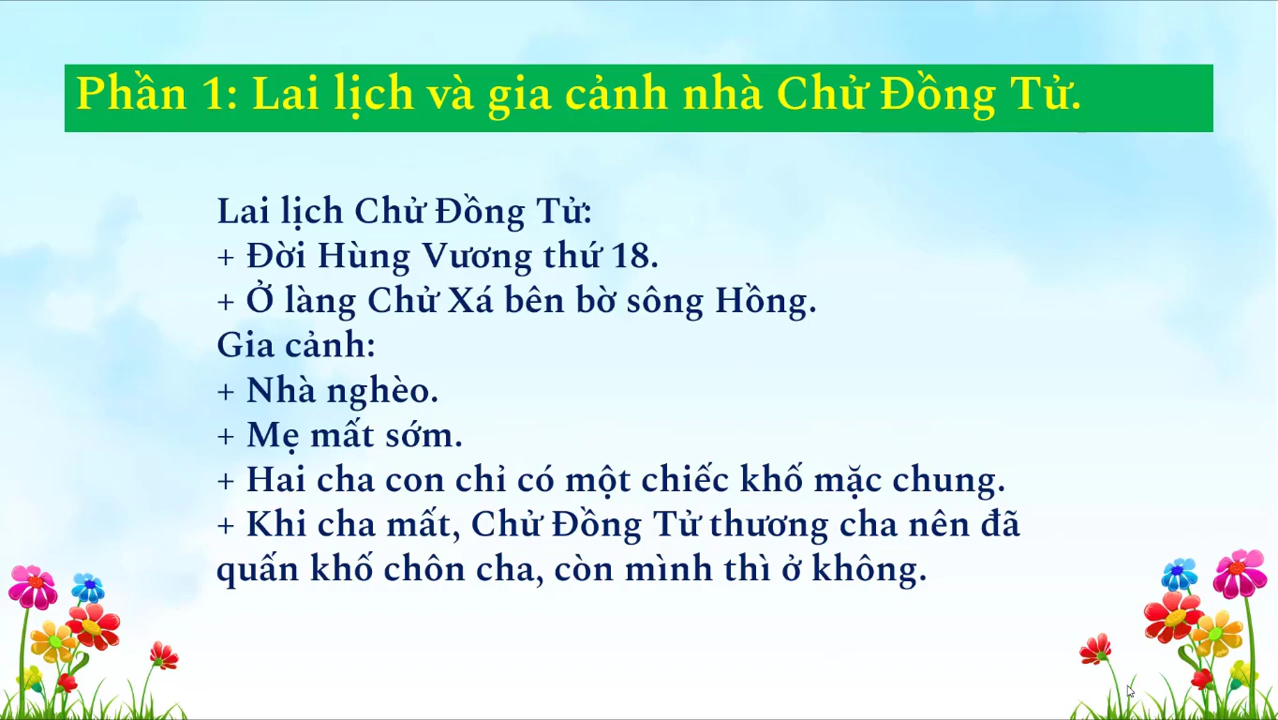 Phần 1: Lai lịch và gia cảnh nhà Chử Đồng Tử.
Lai lịch Chử Đồng Tử:
+ Đời Hùng Vương thứ 18.
+ Ở làng Chử Xá bên bờ sông Hồng.
Gia cảnh:
+ Nhà nghèo.
+ Mẹ mất sớm.
+ Hai cha con chỉ có một chiếc khố mặc chung.
+ Khi cha mất, Chử Đồng Tử thương cha nên đã
quấn khố chôn cha, còn mình thì ở không.